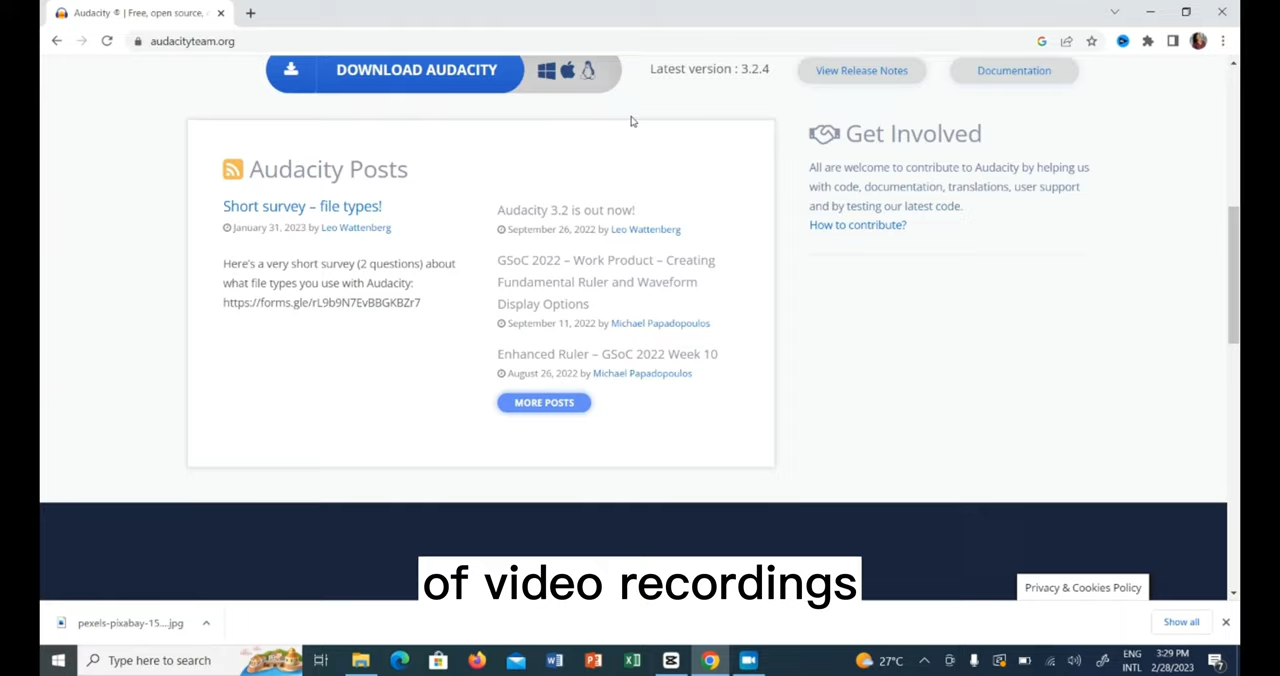 Audacity ® | Free, open source,
audacityteam.org
DOWNLOAD AUDACITY
Latest version : 3.2.4
View Release Notes
Documentation
Audacity Posts
Short survey – file types!
January 31, 2023 by Leo Wattenberg
Here's a very short survey (2 questions) about
what file types you use with Audacity:
https://forms.gle/rL9b9N7EvBBGKBZr7
Audacity 3.2 is out now!
September 26, 2022 by Leo Wattenberg
GSoC 2022 – Work Product – Creating
Fundamental Ruler and Waveform
Display Options
September 11, 2022 by Michael Papadopoulos
Enhanced Ruler – GSoC 2022 Week 10
August 26, 2022 by Michael Papadopoulos
MORE POSTS
Get Involved
All are welcome to contribute to Audacity by helping us
with code, documentation, translations, user support
and by testing our latest code.
How to contribute?
of video recordings
Privacy & Cookies Policy
pexels-pixabay-15....jpg
Show all
Type here to search
27°C
ENG
INTL
3:29 PM
2/28/2023
7